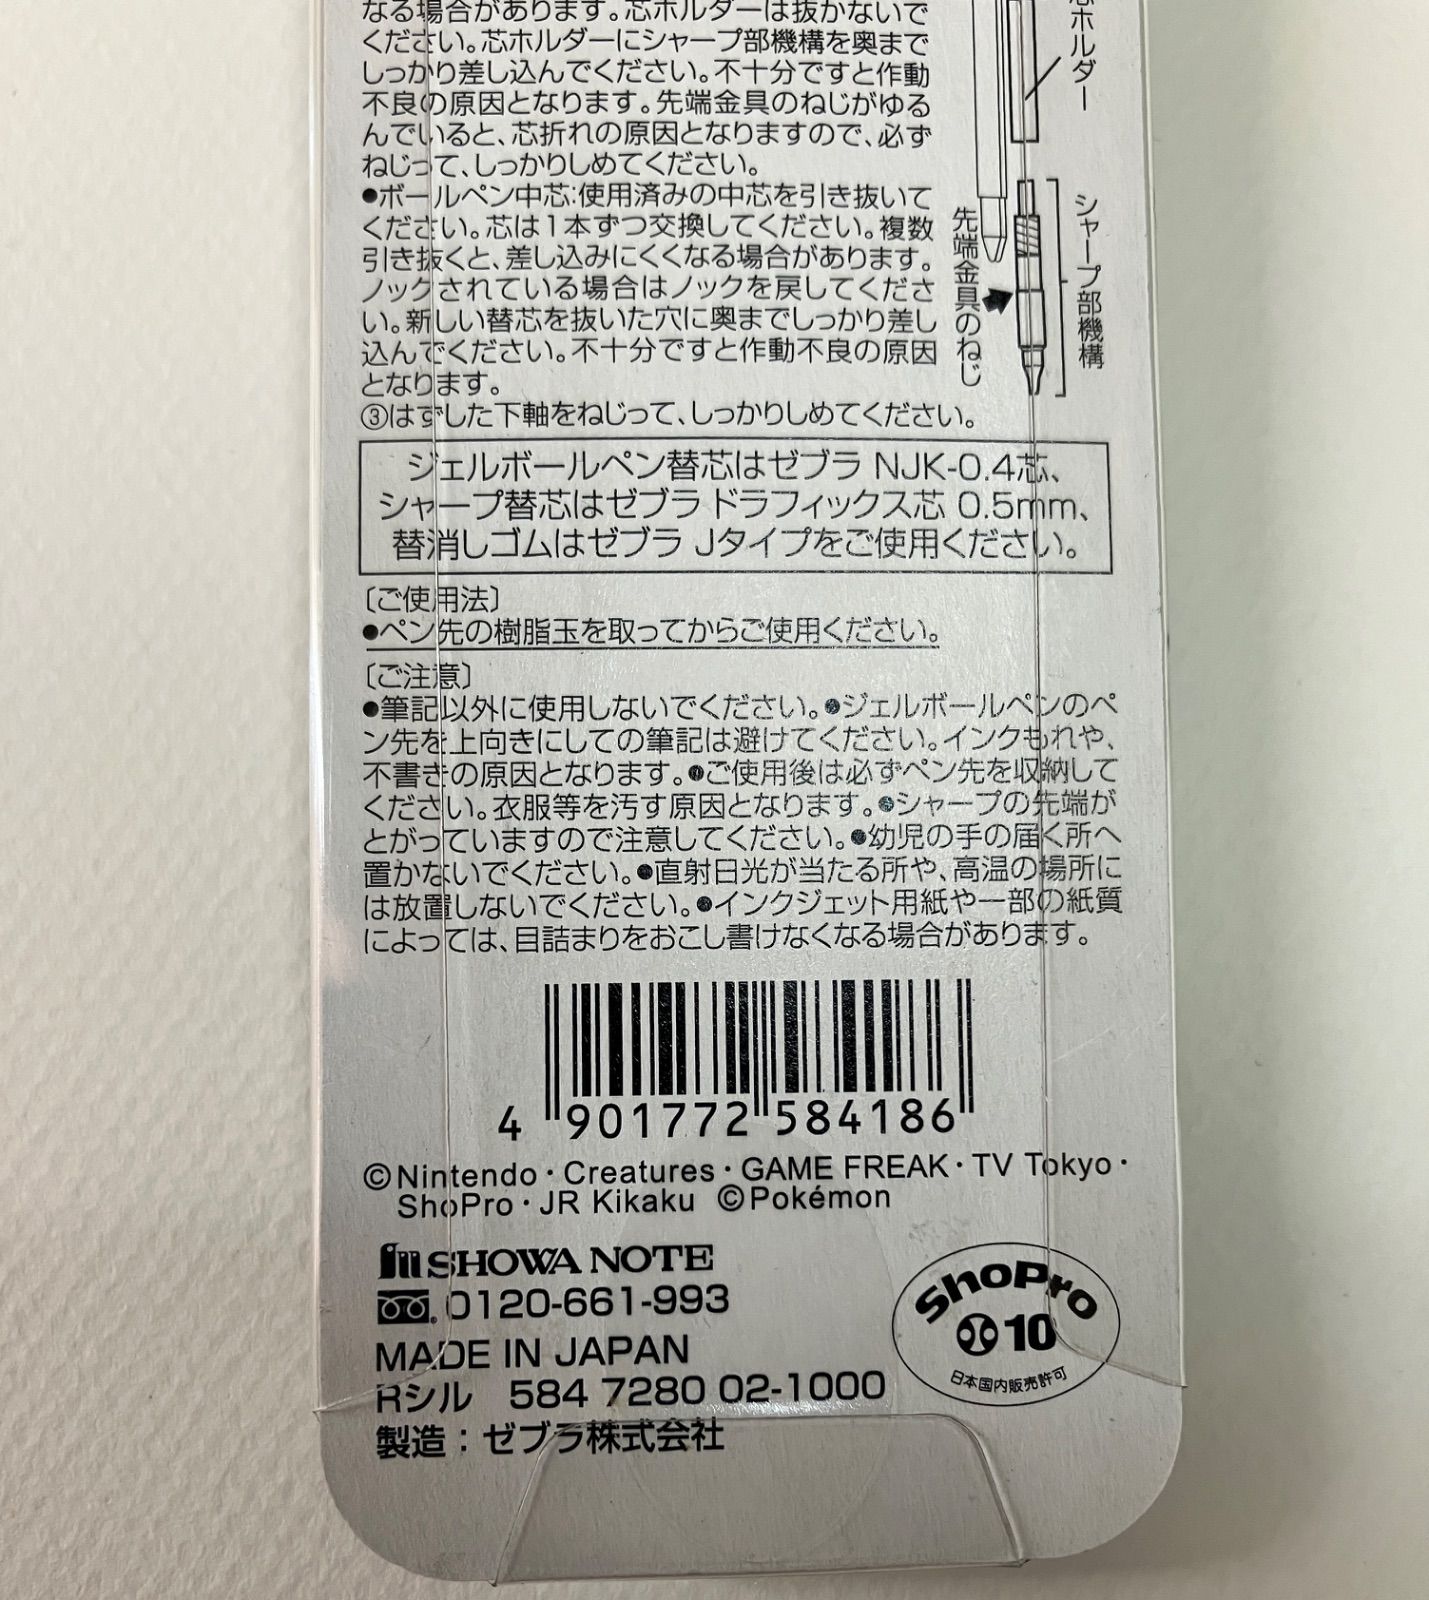 なる場合があります。芯ホルダーは抜かないで
ください。芯ホルダーにシャープ部機構を奥まで
しっかり差し込んでください。不十分ですと作動
不良の原因となります。先端金具のねじがゆる
んでいると、芯折れの原因となりますので、必ず
ねじって、しっかりしめてください。
●ボールペン中芯:使用済みの中芯を引き抜いて
ください。芯は1本ずつ交換してください。複数
引き抜くと、差し込みにくくなる場合があります。
ノックされている場合はノックを戻してくださ
い。新しい替芯を抜いた穴に奥までしっかり差し
込んでください。不十分ですと作動不良の原因
となります。
③はずした下軸をねじって、しっかりしめてください。
芯ホルダー
シャープ部機構
先端金具のねじ
ジェルボールペン替芯はゼブラ NJK-0.4芯、
シャープ替芯はゼブラ ドラフィックス芯 0.5mm、
替消しゴムはゼブラ Jタイプをご使用ください。
〔ご使用法〕
●ペン先の樹脂玉を取ってからご使用ください。
〔ご注意〕
●筆記以外に使用しないでください。●ジェルボールペンのペ
ン先を上向きにしての筆記は避けてください。インクもれや、
不書きの原因となります。●ご使用後は必ずペン先を収納して
ください。衣服等を汚す原因となります。●シャープの先端が
とがっていますので注意してください。●幼児の手の届く所へ
置かないでください。●直射日光が当たる所や、高温の場所に
は放置しないでください。●インクジェット用紙や一部の紙質
によっては、目詰まりをおこし書けなくなる場合があります。
4 901772 584186
©Nintendo・Creatures・GAME FREAK・TV Tokyo・
ShoPro・JR Kikaku ©Pokémon
SHOWA NOTE
0120-661-993
MADE IN JAPAN
Rシル 584 7280 02-1000
製造：ゼブラ株式会社
ShoPro
10
日本国内販売許可